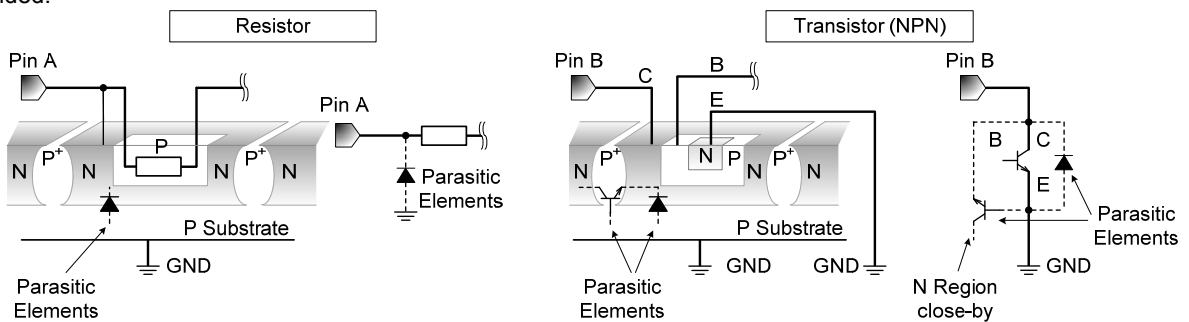 Resistor
Pin A
N
P+
N
P
N
P+
N
P Substrate
GND
Parasitic
Elements
Pin A
Parasitic
Elements
Transistor (NPN)
Pin B
C
B
E
N
P+
N
N
P
P+
N
P Substrate
GND
GND
Parasitic
Elements
Pin B
B
C
E
Parasitic
Elements
GND
N Region
close-by